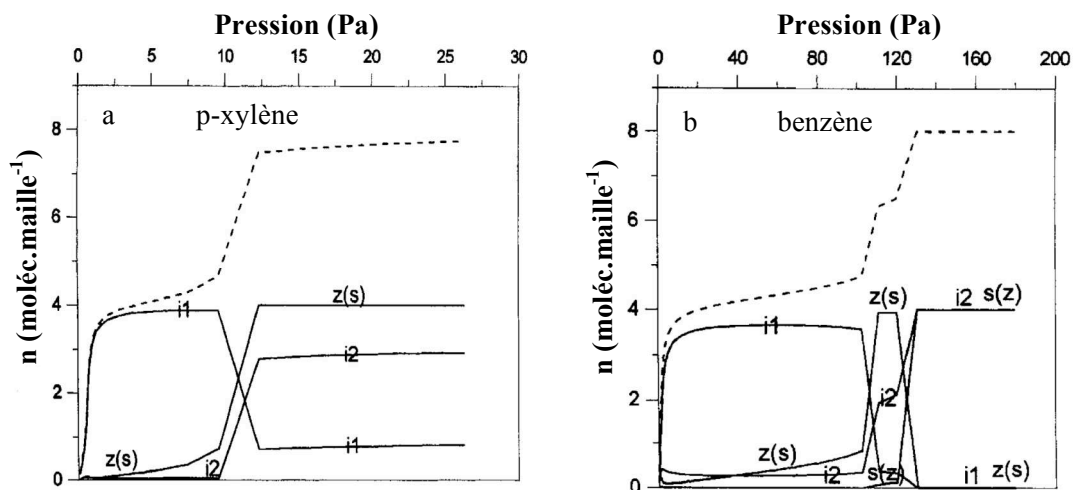 Pression (Pa)
0 5 10 15 20 25 30
a p-xylène
n (moléc.maille-1)
8
6
4
2
0
i1
z(s)
i2
i1
z(s)
i2
Pression (Pa)
0 40 80 120 160 200
b benzène
n (moléc.maille-1)
8
6
4
2
0
z(s)
i2 s(z)
i1
i2
z(s)
i2
s(z)
i1 z(s)